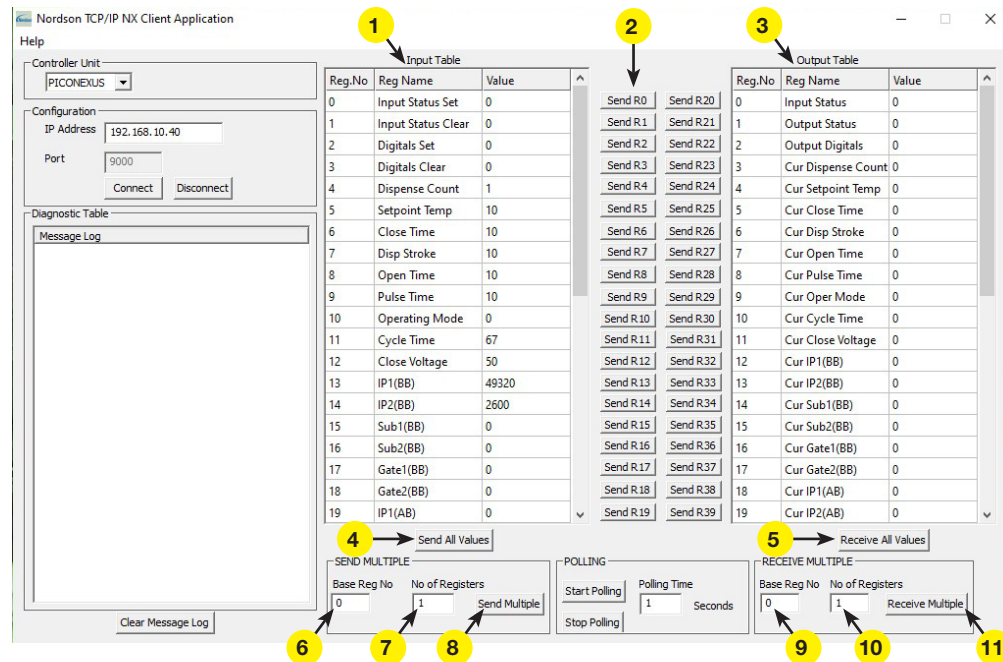 Nordson
Nordson TCP/IP NX Client Application
Help
1
2
3
Controller Unit
PICONEXUS
Configuration
IP Address 192.168.10.40
Port 9000
Connect Disconnect
Diagnostic Table
Message Log
Clear Message Log
Input Table
Reg.No Reg Name Value
0 Input Status Set 0
1 Input Status Clear 0
2 Digitals Set 0
3 Digitals Clear 0
4 Dispense Count 1
5 Setpoint Temp 10
6 Close Time 10
7 Disp Stroke 10
8 Open Time 10
9 Pulse Time 10
10 Operating Mode 0
11 Cycle Time 67
12 Close Voltage 50
13 IP1(BB) 49320
14 IP2(BB) 2600
15 Sub1(BB) 0
16 Sub2(BB) 0
17 Gate1(BB) 0
18 Gate2(BB) 0
19 IP1(AB) 0
Send R0 Send R20
Send R1 Send R21
Send R2 Send R22
Send R3 Send R23
Send R4 Send R24
Send R5 Send R25
Send R6 Send R26
Send R7 Send R27
Send R8 Send R28
Send R9 Send R29
Send R10 Send R30
Send R11 Send R31
Send R12 Send R32
Send R13 Send R33
Send R14 Send R34
Send R15 Send R35
Send R16 Send R36
Send R17 Send R37
Send R18 Send R38
Send R19 Send R39
Output Table
Reg.No Reg Name Value
0 Input Status 0
1 Output Status 0
2 Output Digitals 0
3 Cur Dispense Count 0
4 Cur Setpoint Temp 0
5 Cur Close Time 0
6 Cur Disp Stroke 0
7 Cur Open Time 0
8 Cur Pulse Time 0
9 Cur Oper Mode 0
10 Cur Cycle Time 0
11 Cur Close Voltage 0
12 Cur IP1(BB) 0
13 Cur IP2(BB) 0
14 Cur Sub1(BB) 0
15 Cur Sub2(BB) 0
16 Cur Gate1(BB) 0
17 Cur Gate2(BB) 0
18 Cur IP1(AB) 0
19 Cur IP2(AB) 0
4 Send All Values
5 Receive All Values
SEND MULTIPLE
Base Reg No No of Registers
0 1 Send Multiple
6 7 8
POLLING
Start Polling
Polling Time
1 Seconds
Stop Polling
RECEIVE MULTIPLE
Base Reg No No of Registers
0 1 Receive Multiple
9 10 11